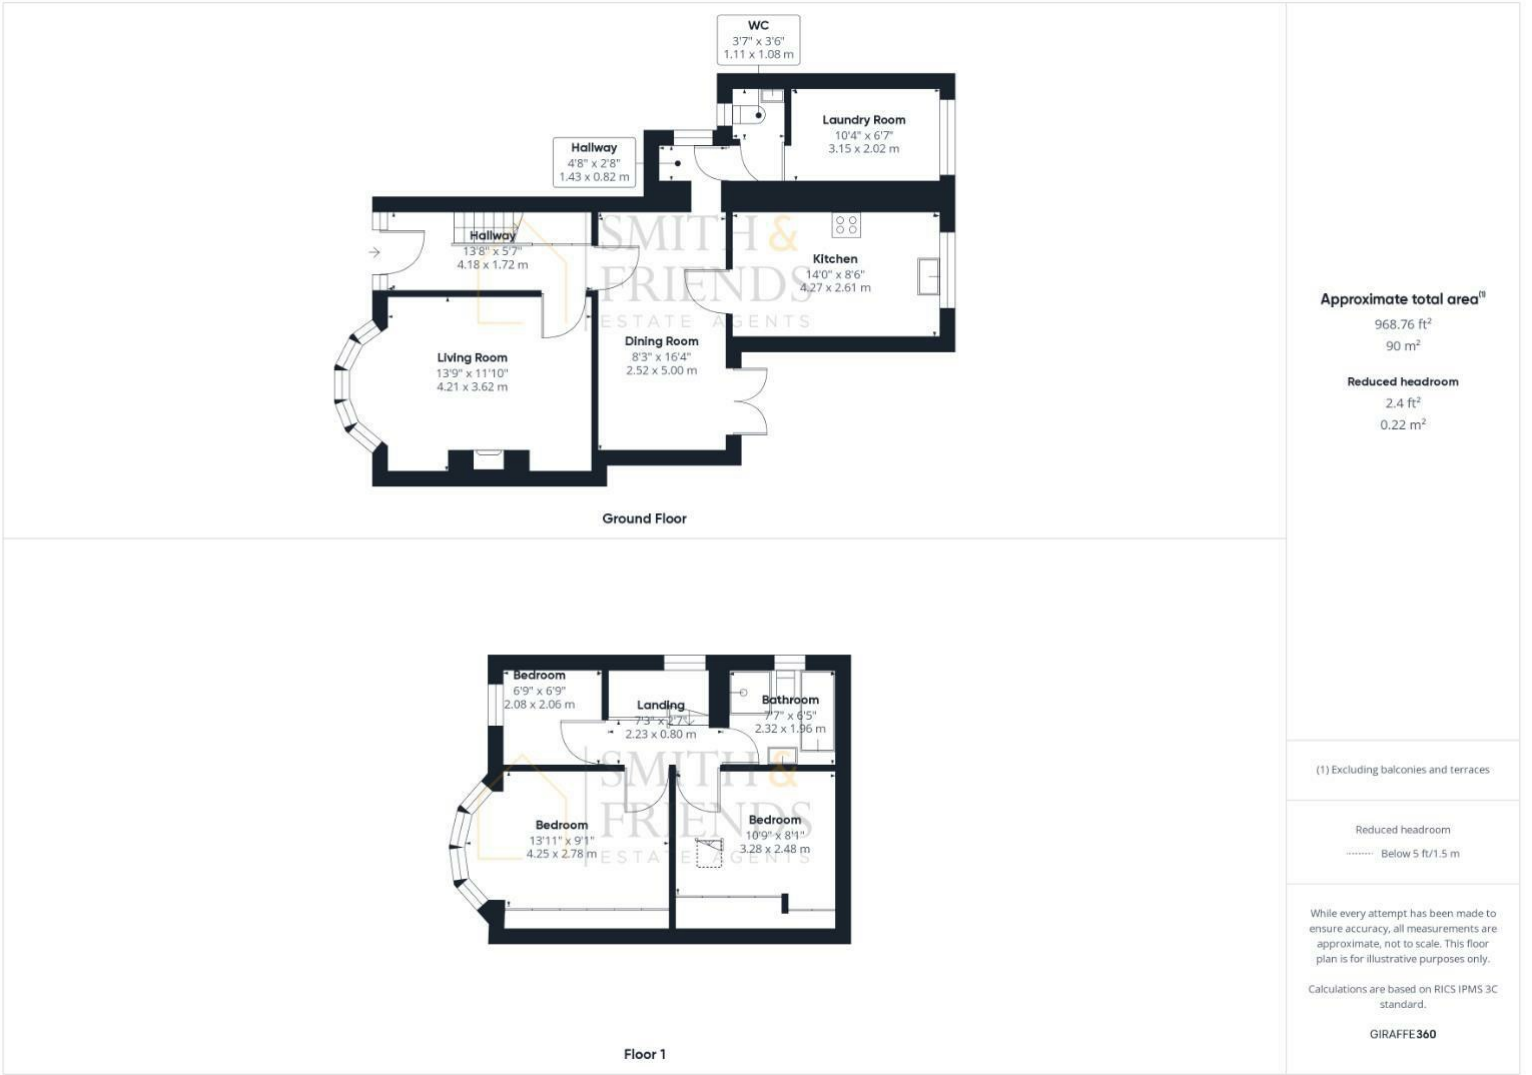 WC
3'7" x 3'6"
1.11 x 1.08 m
Laundry Room
10'4" x 6'7"
3.15 x 2.02 m
Hallway
4'8" x 2'8"
1.43 x 0.82 m
Hallway
13'8" x 5'7"
4.18 x 1.72 m
SMITH &
FRIENDS
ESTATE AGENTS
Kitchen
14'0" x 8'6"
4.27 x 2.61 m
Dining Room
8'3" x 16'4"
2.52 x 5.00 m
Living Room
13'9" x 11'10"
4.21 x 3.62 m
Ground Floor
Bedroom
6'9" x 6'9"
2.08 x 2.06 m
Landing
7'3" x 2'7"
2.23 x 0.80 m
Bathroom
7'7" x 6'5"
2.32 x 1.96 m
SMITH &
FRIENDS
ESTATE AGENTS
Bedroom
13'11" x 9'1"
4.25 x 2.78 m
Bedroom
10'9" x 8'1"
3.28 x 2.48 m
Floor 1
Approximate total area(1)
968.76 ft²
90 m²
Reduced headroom
2.4 ft²
0.22 m²
(1) Excluding balconies and terraces
Reduced headroom
Below 5 ft/1.5 m
While every attempt has been made to
ensure accuracy, all measurements are
approximate, not to scale. This floor
plan is for illustrative purposes only.
Calculations are based on RICS IPMS 3C
standard.
GIRAFFE360